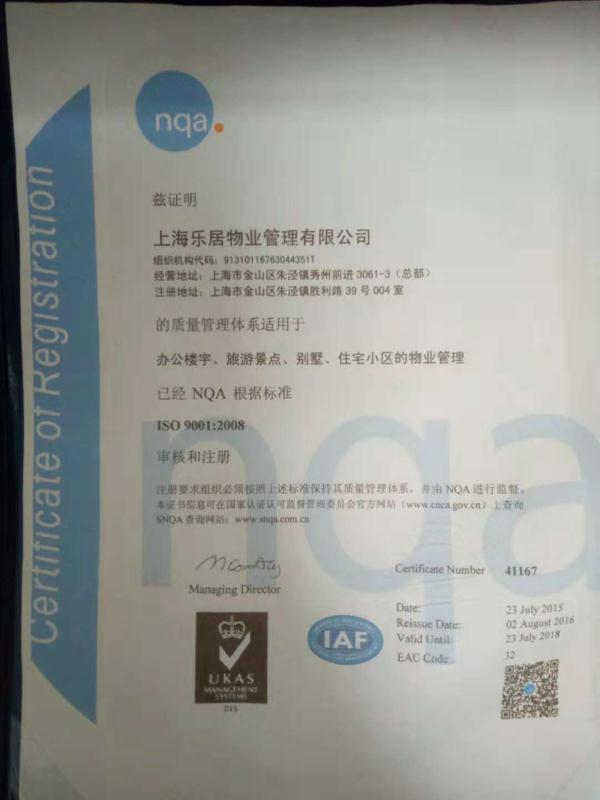 nqa.
Certificate of Registration
兹证明
上海乐居物业管理有限公司
组织机构代码：91310116763044351T
经营地址：上海市金山区朱泾镇秀州前进 3061-3（总部）
注册地址：上海市金山区朱泾镇胜利路 39 号 004 室
的质量管理体系适用于
办公楼宇、旅游景点、别墅、住宅小区的物业管理
已经 NQA 根据标准
ISO 9001:2008
审核和注册
注册要求组织必须按照上述标准保持其质量管理体系，并由 NQA 进行监督。
本证书信息可在国家认证认可监督管理委员会官方网站（www.cnca.gov.cn）上查询
SNQA 查询网站：www.snqa.com.cn
nqa
Managing Director
Certificate Number 41167
Date: 23 July 2015
Reissue Date: 02 August 2016
Valid Until: 23 July 2018
EAC Code: 32
UKAS
MANAGEMENT
SYSTEMS
015
IAF